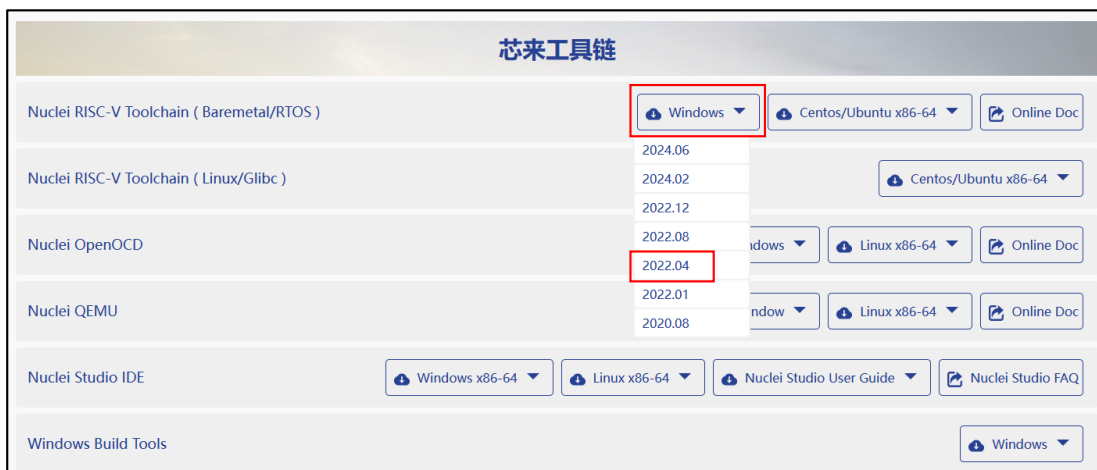 芯来工具链
Nuclei RISC-V Toolchain ( Baremetal/RTOS )
Windows
Centos/Ubuntu x86-64
Online Doc
2024.06
2024.02
2022.12
2022.08
2022.04
2022.01
2020.08
Nuclei RISC-V Toolchain ( Linux/Glibc )
Centos/Ubuntu x86-64
Nuclei OpenOCD
ndows
Linux x86-64
Online Doc
Nuclei QEMU
ndow
Linux x86-64
Online Doc
Nuclei Studio IDE
Windows x86-64
Linux x86-64
Nuclei Studio User Guide
Nuclei Studio FAQ
Windows Build Tools
Windows